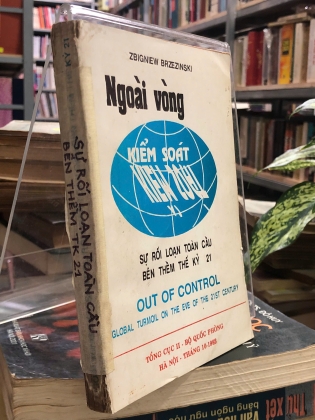 ZBIGNIEW BRZEZINSKI
Ngoài vòng
KIỂM SOÁT
SỰ RỐI LOẠN TOÀN CẦU
BÊN THỀM THẾ KỶ 21
OUT OF CONTROL
GLOBAL TURMOIL ON THE EVE OF THE 21ST CENTURY
TỔNG CỤC II - BỘ QUỐC PHÒNG
HÀ NỘI - THÁNG 10-1993
SỰ RỐI LOẠN TOÀN CẦU
BÊN THỀM TK 21